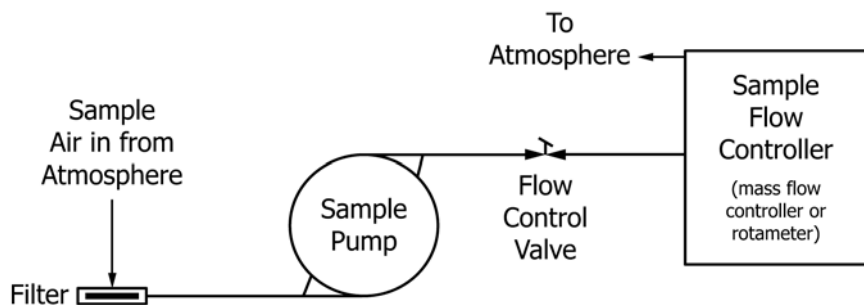 Sample
Air in from
Atmosphere
Filter
Sample
Pump
Flow
Control
Valve
To
Atmosphere
Sample
Flow
Controller
(mass flow
controller or
rotameter)